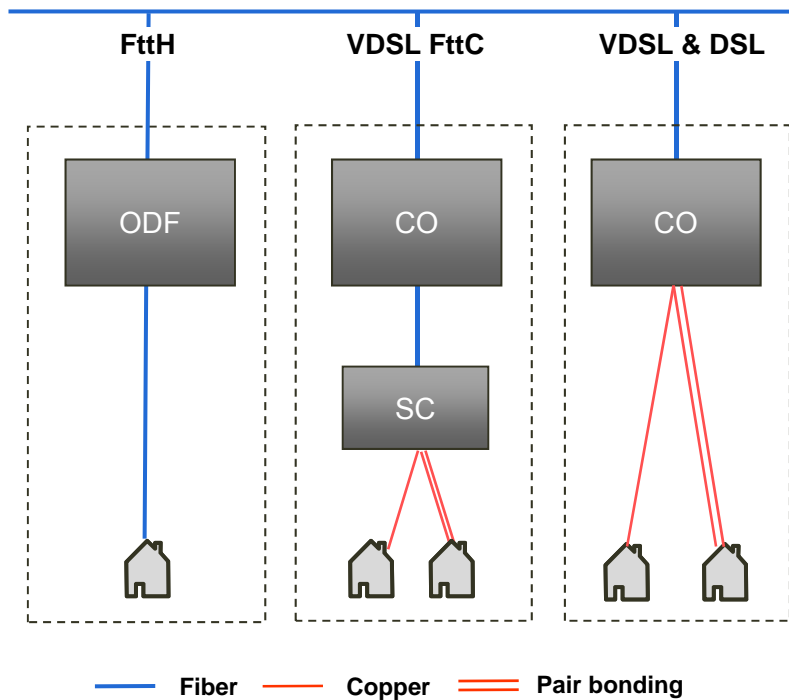 FttH
VDSL FttC
VDSL & DSL
ODF
CO
CO
SC
Fiber
Copper
Pair bonding